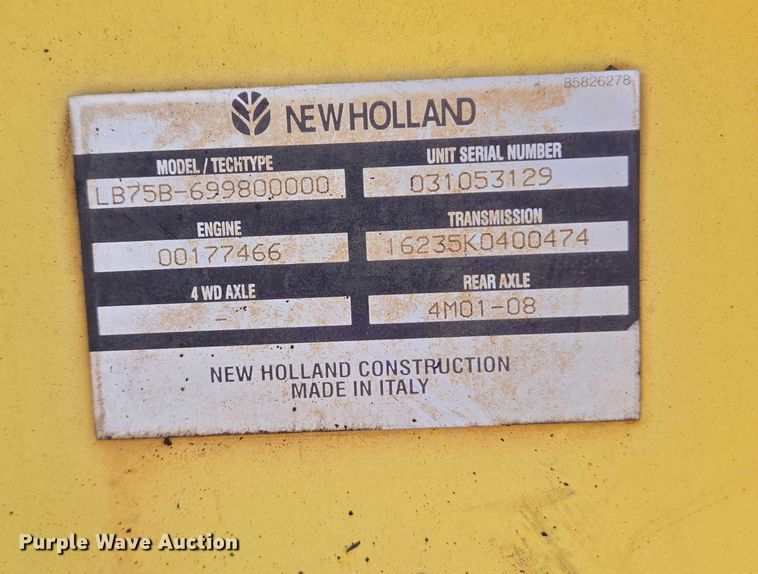 85826278
NEW HOLLAND
MODEL / TECHTYPE
UNIT SERIAL NUMBER
LB75B-699800000
031053129
ENGINE
TRANSMISSION
00177466
16235K0400474
4 WD AXLE
REAR AXLE
-
4M01-08
NEW HOLLAND CONSTRUCTION
MADE IN ITALY
Purple Wave Auction